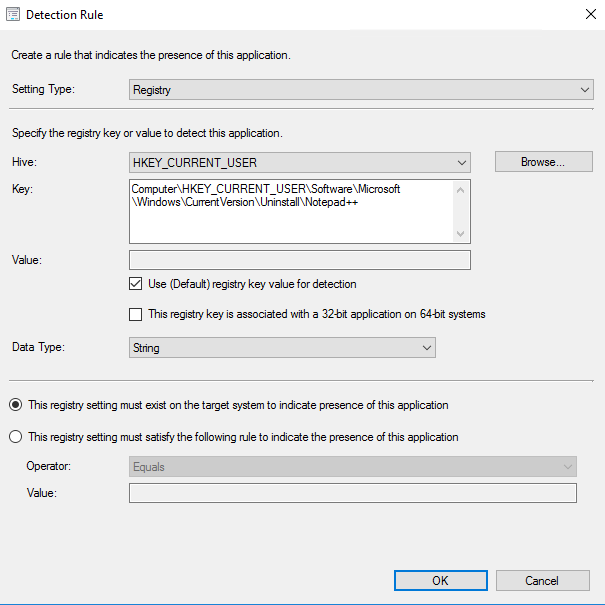 Detection Rule
Create a rule that indicates the presence of this application.
Setting Type:
Registry
Specify the registry key or value to detect this application.
Hive:
HKEY_CURRENT_USER
Browse...
Key:
Computer\HKEY_CURRENT_USER\Software\Microsoft
\Windows\CurrentVersion\Uninstall\Notepad++
Value:
Use (Default) registry key value for detection
This registry key is associated with a 32-bit application on 64-bit systems
Data Type:
String
This registry setting must exist on the target system to indicate presence of this application
This registry setting must satisfy the following rule to indicate the presence of this application
Operator:
Equals
Value:
OK
Cancel